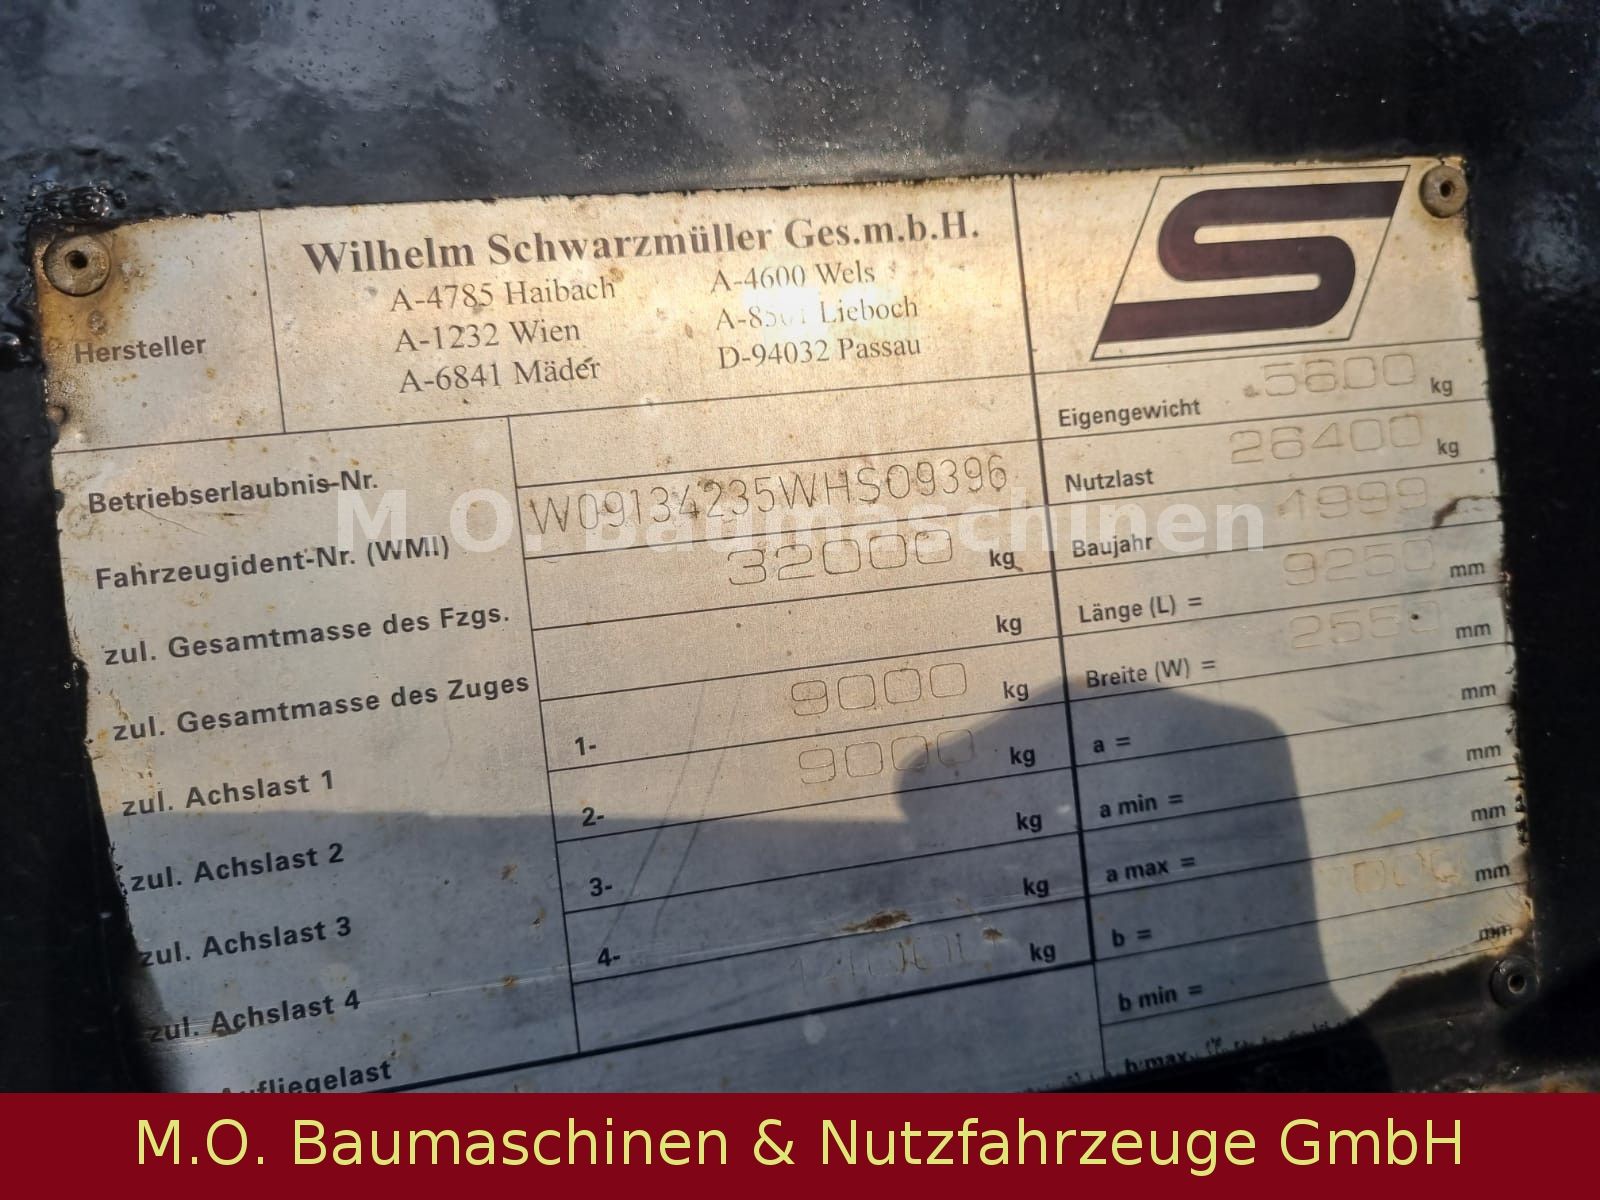 Hersteller
Wilhelm Schwarzmüller Ges.m.b.H.
A-4785 Haibach A-4600 Wels
A-1232 Wien Lieboch
A-6841 Mäder D-94032 Passau
S
Betriebserlaubnis-Nr.
Fahrzeugident-Nr. (WMI) W09134235WHS09396
zul. Gesamtmasse des Fzgs. 32000 kg
zul. Gesamtmasse des Zuges kg
zul. Achslast 1 1- 9000 kg
zul. Achslast 2 2- 9000 kg
zul. Achslast 3 3- kg
zul. Achslast 4 4- kg
Aufliegelast kg
Eigengewicht 5600 kg
Nutzlast 26400 kg
Baujahr 1999
Länge (L) = 9250 mm
Breite (W) = 2550 mm
a = mm
a min = mm
a max = mm
b = mm
b min = mm
b max
M.O. Baumaschinen
M.O. Baumaschinen & Nutzfahrzeuge GmbH